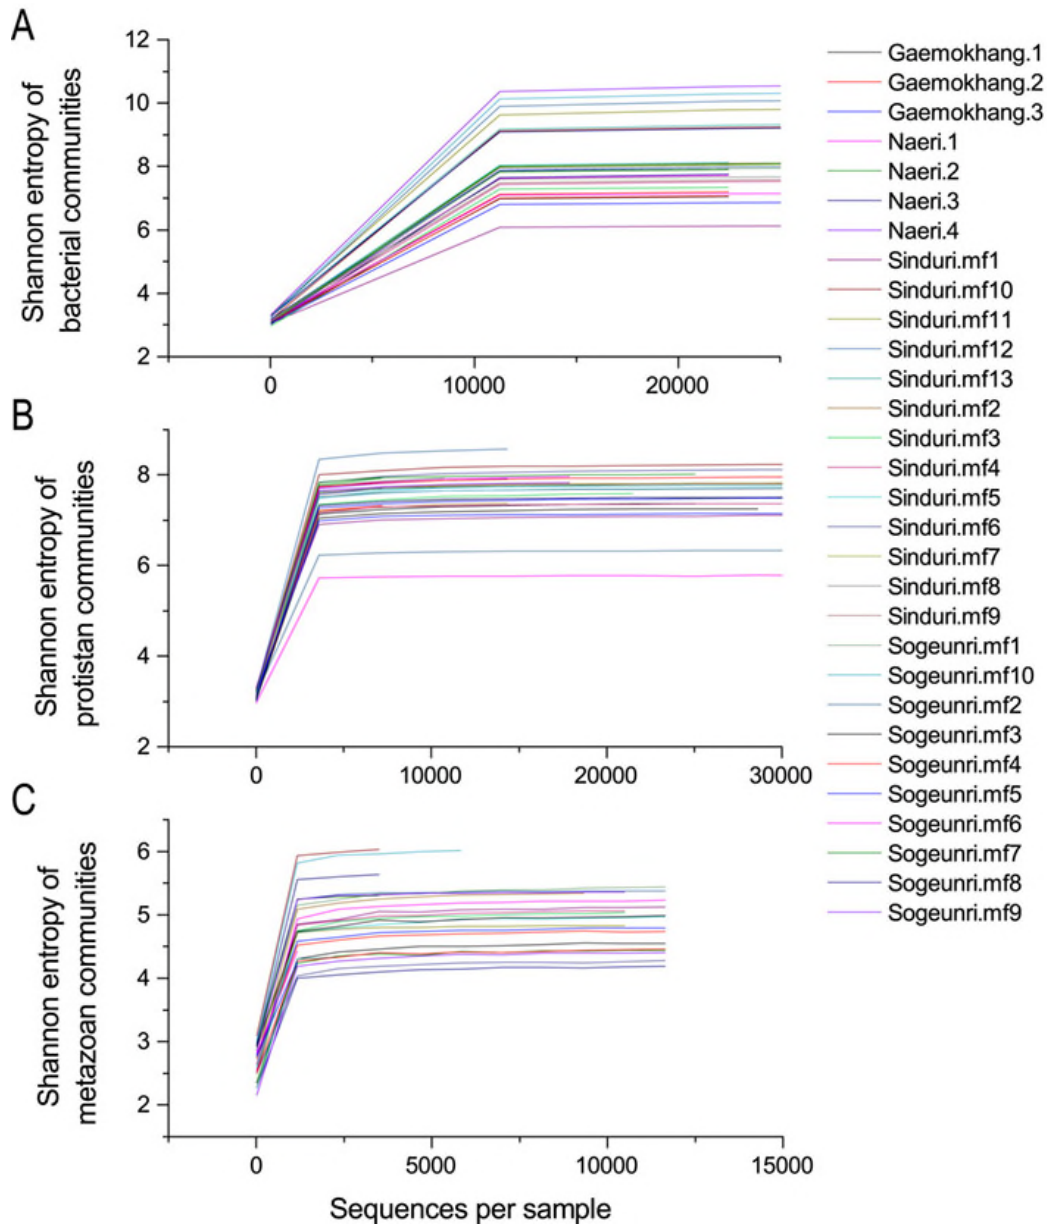 A
Shannon entropy of
bacterial communities
12
10
8
6
4
2
0
10000
20000
B
Shannon entropy of
protistan communities
8
6
4
2
0
10000
20000
30000
C
Shannon entropy of
metazoan communities
6
5
4
3
2
0
5000
10000
15000
Sequences per sample
Gaemokhang.1
Gaemokhang.2
Gaemokhang.3
Naeri.1
Naeri.2
Naeri.3
Naeri.4
Sinduri.mf1
Sinduri.mf10
Sinduri.mf11
Sinduri.mf12
Sinduri.mf13
Sinduri.mf2
Sinduri.mf3
Sinduri.mf4
Sinduri.mf5
Sinduri.mf6
Sinduri.mf7
Sinduri.mf8
Sinduri.mf9
Sogeunri.mf1
Sogeunri.mf10
Sogeunri.mf2
Sogeunri.mf3
Sogeunri.mf4
Sogeunri.mf5
Sogeunri.mf6
Sogeunri.mf7
Sogeunri.mf8
Sogeunri.mf9